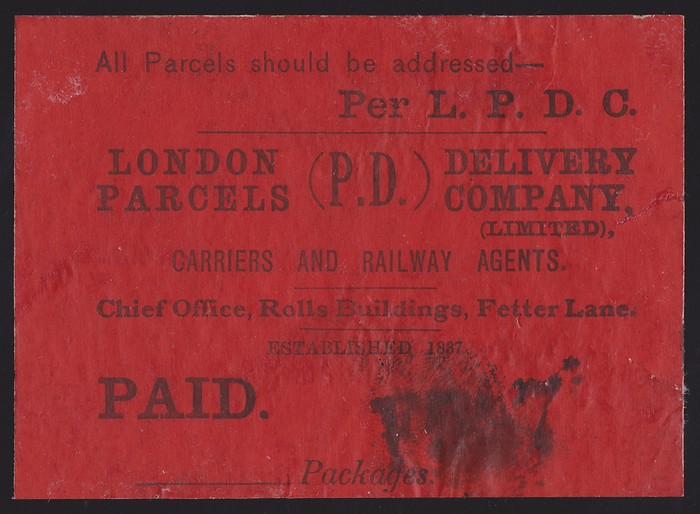 All Parcels should be addressed—
Per L. P. D. C.
LONDON PARCELS (P.D.) DELIVERY COMPANY,
(LIMITED),
CARRIERS AND RAILWAY AGENTS.
Chief Office, Rolls Buildings, Fetter Lane.
ESTABLISHED 1837.
PAID.
Packages.